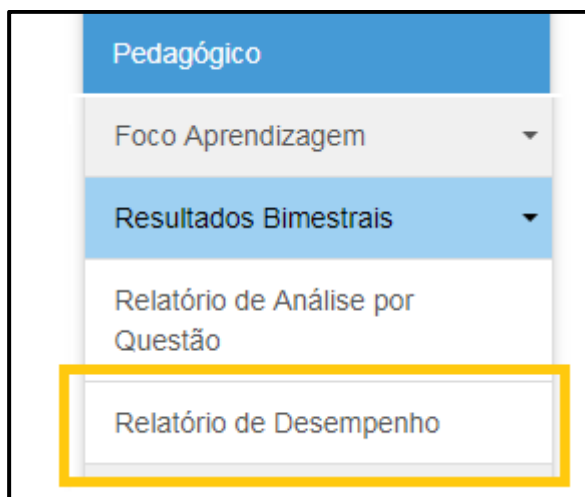 Pedagógico
Foco Aprendizagem
Resultados Bimestrais
Relatório de Análise por
Questão
Relatório de Desempenho